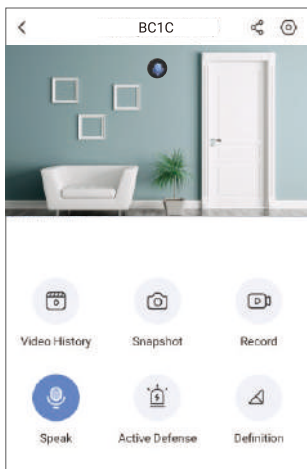 BC1C
Video History
Snapshot
Record
Speak
Active Defense
Definition